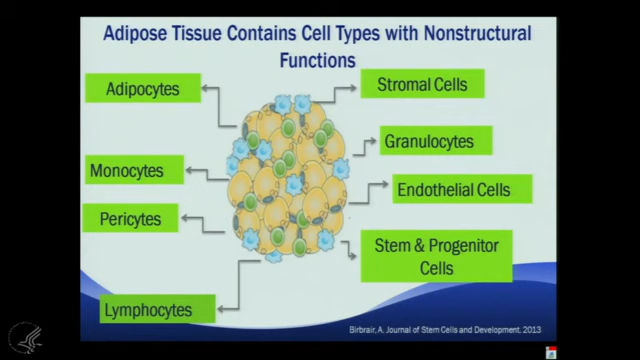 Adipose Tissue Contains Cell Types with Nonstructural
Functions
Adipocytes
Stromal Cells
Granulocytes
Monocytes
Endothelial Cells
Pericytes
Stem & Progenitor
Cells
Lymphocytes
Birbrair, A. Journal of Stem Cells and Development, 2013